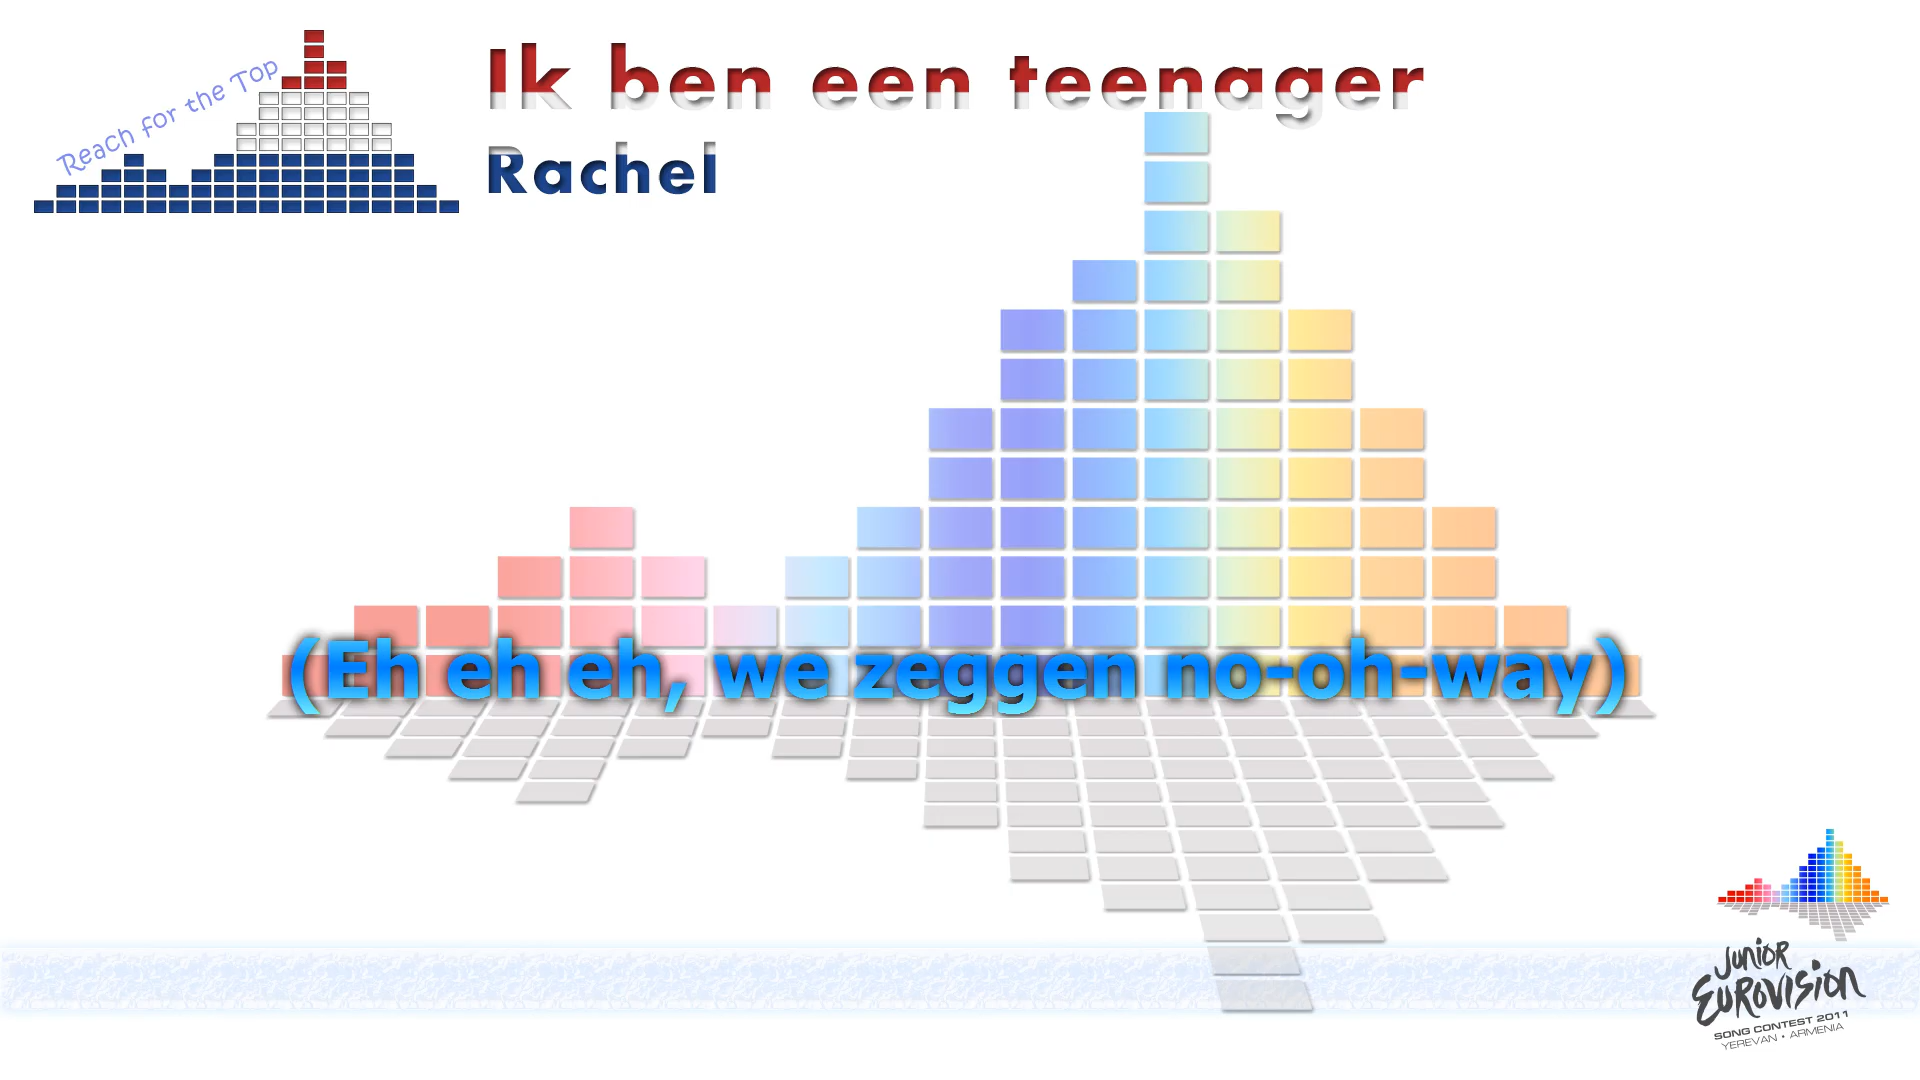 Reach for the Top
Ik ben een teenager
Rachel
(Eh eh eh, we zeggen no-oh-way)
Junior
Eurovision
SONG CONTEST 2011
YEREVAN • ARMENIA